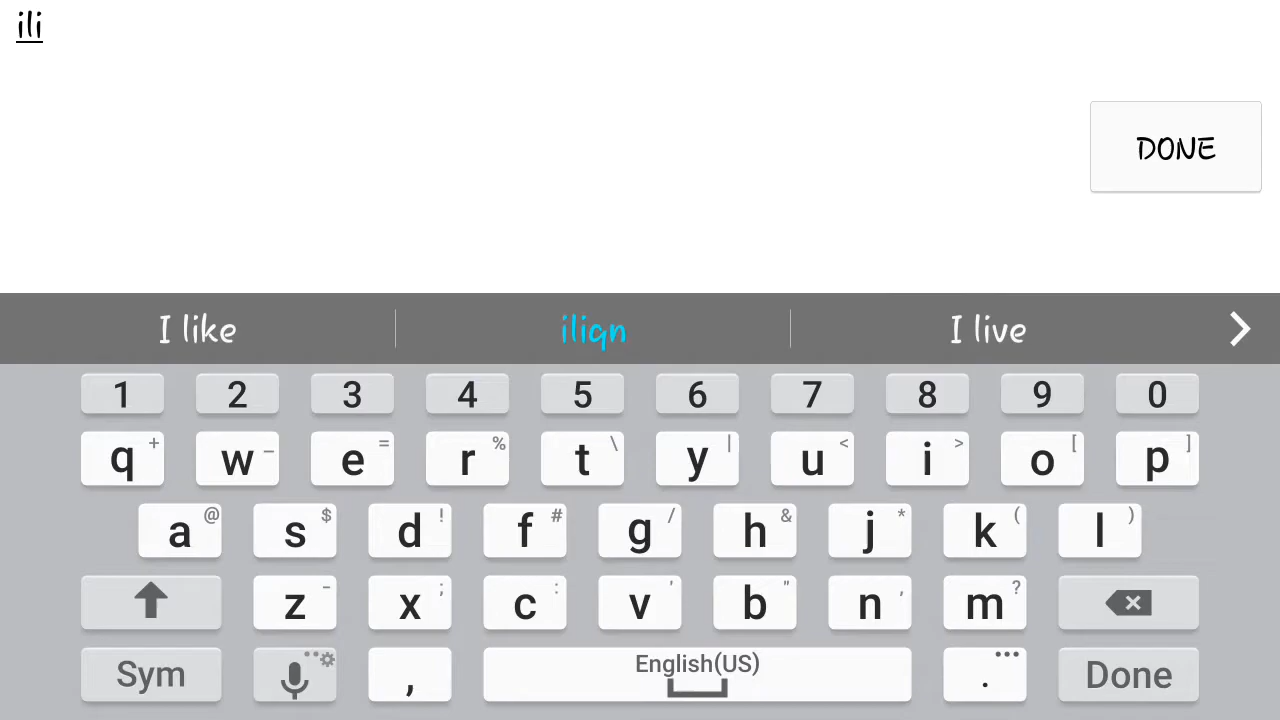 ili
DONE
I like iliqn I live
1 2 3 4 5 6 7 8 9 0
q + w – e = r % t \ y | u < i > o [ p ]
a @ s $ d ! f # g / h & j * k ( l )
z - x ; c : v ' b " n , m ?
Sym , English(US) . ... Done